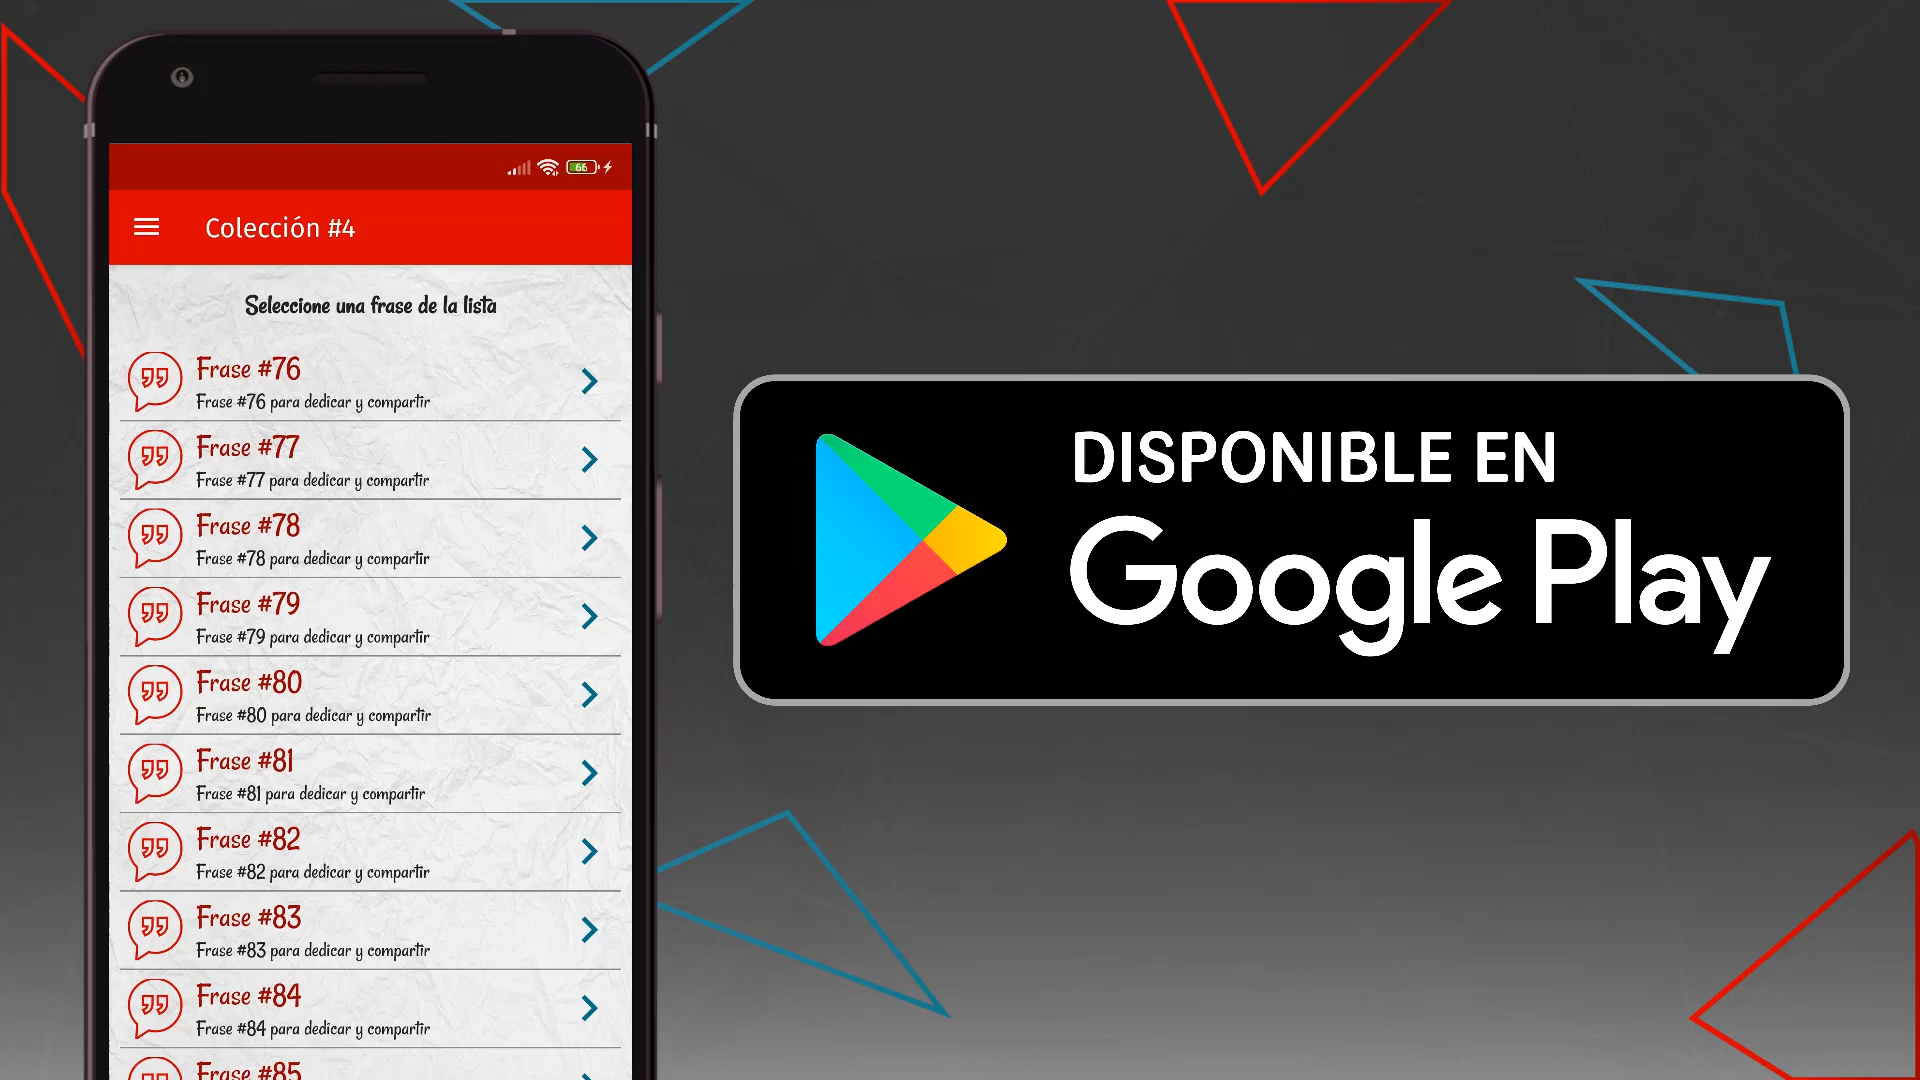 66
Colección #4
Seleccione una frase de la lista
Frase #76
Frase #76 para dedicar y compartir
Frase #77
Frase #77 para dedicar y compartir
Frase #78
Frase #78 para dedicar y compartir
Frase #79
Frase #79 para dedicar y compartir
Frase #80
Frase #80 para dedicar y compartir
Frase #81
Frase #81 para dedicar y compartir
Frase #82
Frase #82 para dedicar y compartir
Frase #83
Frase #83 para dedicar y compartir
Frase #84
Frase #84 para dedicar y compartir
Frase #85
DISPONIBLE EN
Google Play